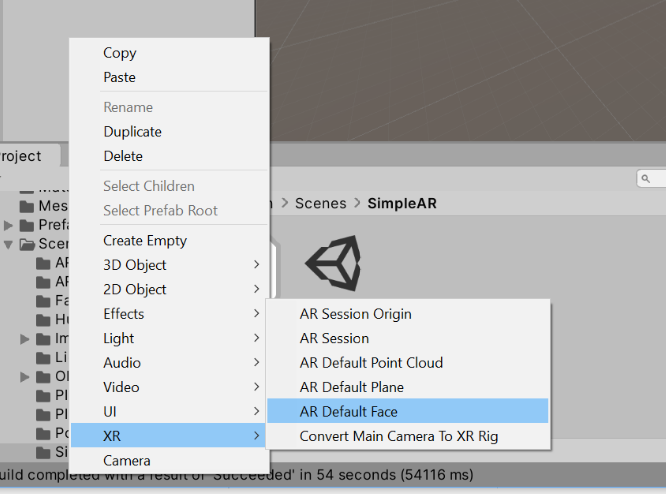 Copy
Paste
Rename
Duplicate
Delete
Select Children
Select Prefab Root
Create Empty
3D Object
2D Object
Effects
Light
Audio
Video
UI
XR
Camera
AR Session Origin
AR Session
AR Default Point Cloud
AR Default Plane
AR Default Face
Convert Main Camera To XR Rig
roject
Mes
Prefa
Scen
AR
AR
Fa
Hu
Im
Li
OB
Pl
Pl
Po
Si
> Scenes > SimpleAR
uild completed with a result of 'Succeeded' in 54 seconds (54116 ms)